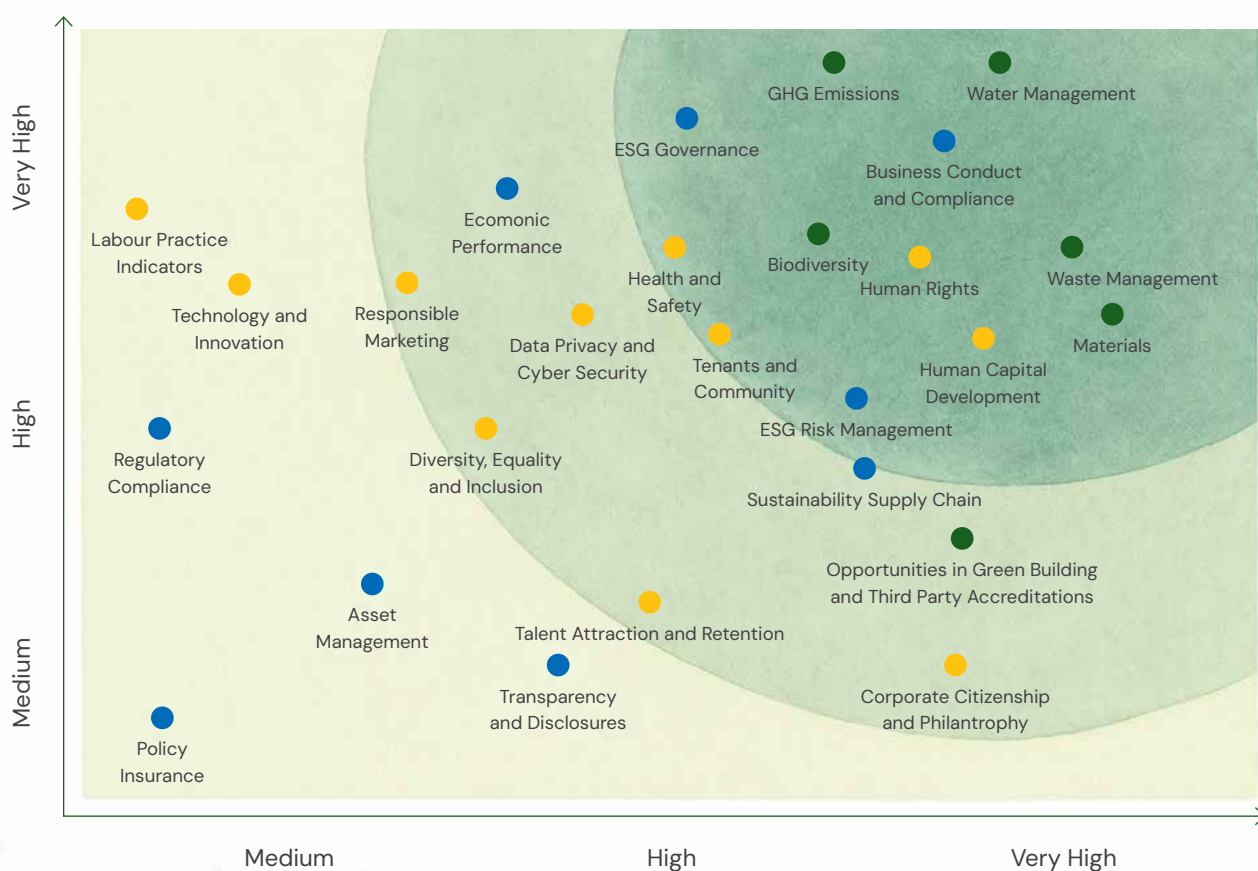 Very High
High
Medium
GHG Emissions
Water Management
ESG Governance
Business Conduct
and Compliance
Ecomonic
Performance
Labour Practice
Indicators
Health and
Safety
Biodiversity
Human Rights
Waste Management
Technology and
Innovation
Responsible
Marketing
Data Privacy and
Cyber Security
Tenants and
Community
Materials
Human Capital
Development
ESG Risk Management
Regulatory
Compliance
Diversity, Equality
and Inclusion
Sustainability Supply Chain
Opportunities in Green Building
and Third Party Accreditations
Asset
Management
Talent Attraction and Retention
Transparency
and Disclosures
Corporate Citizenship
and Philantrophy
Policy
Insurance
Medium
High
Very High